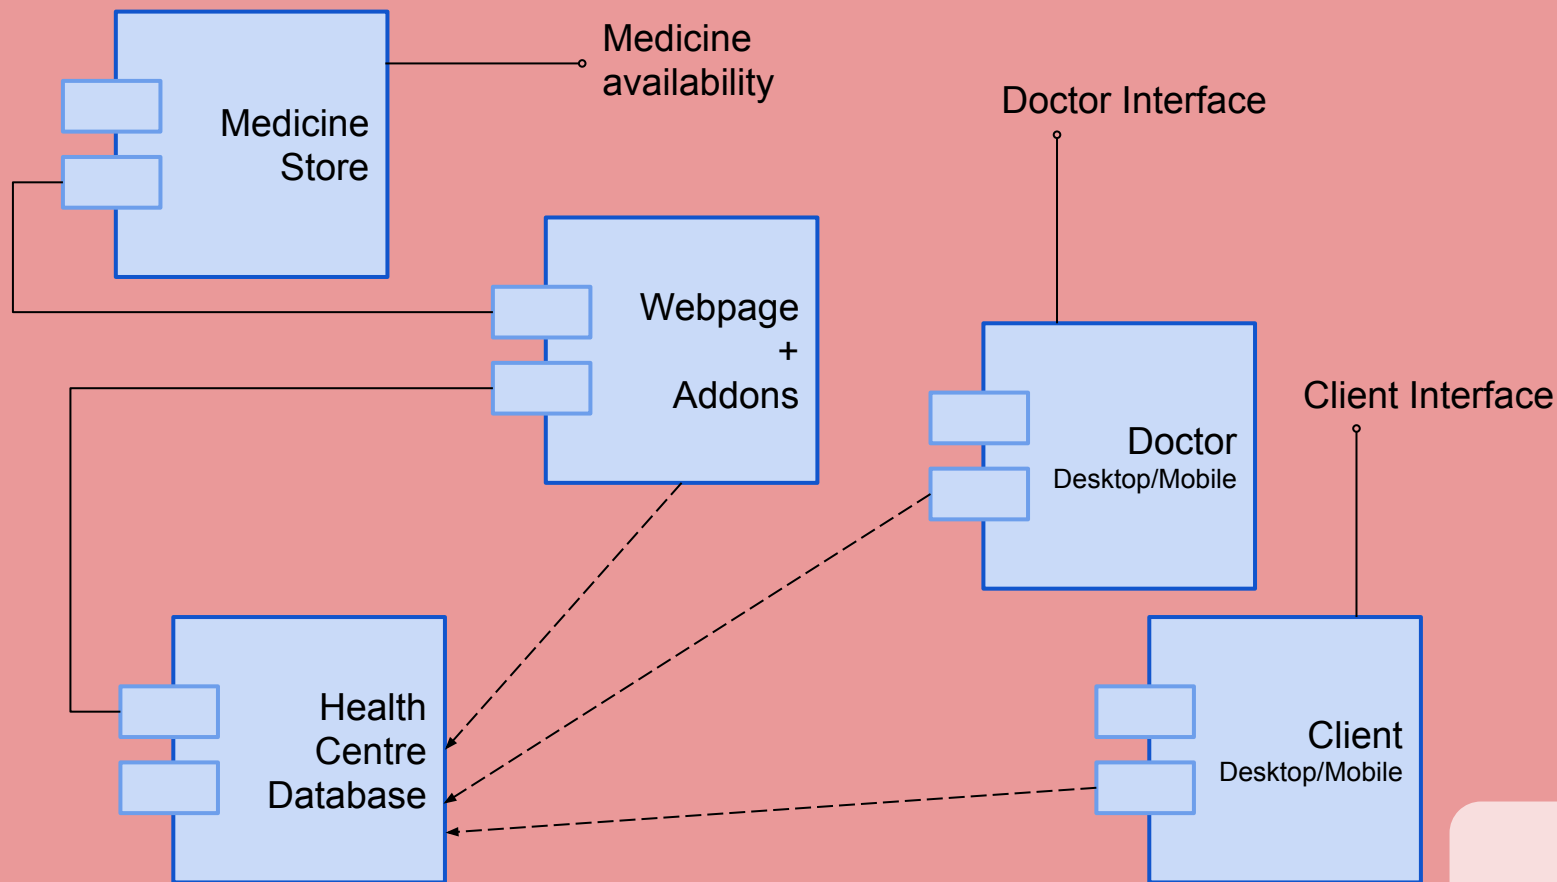 Medicine
availability
Medicine
Store
Doctor Interface
Webpage
+
Addons
Client Interface
Doctor
Desktop/Mobile
Health
Centre
Database
Client
Desktop/Mobile